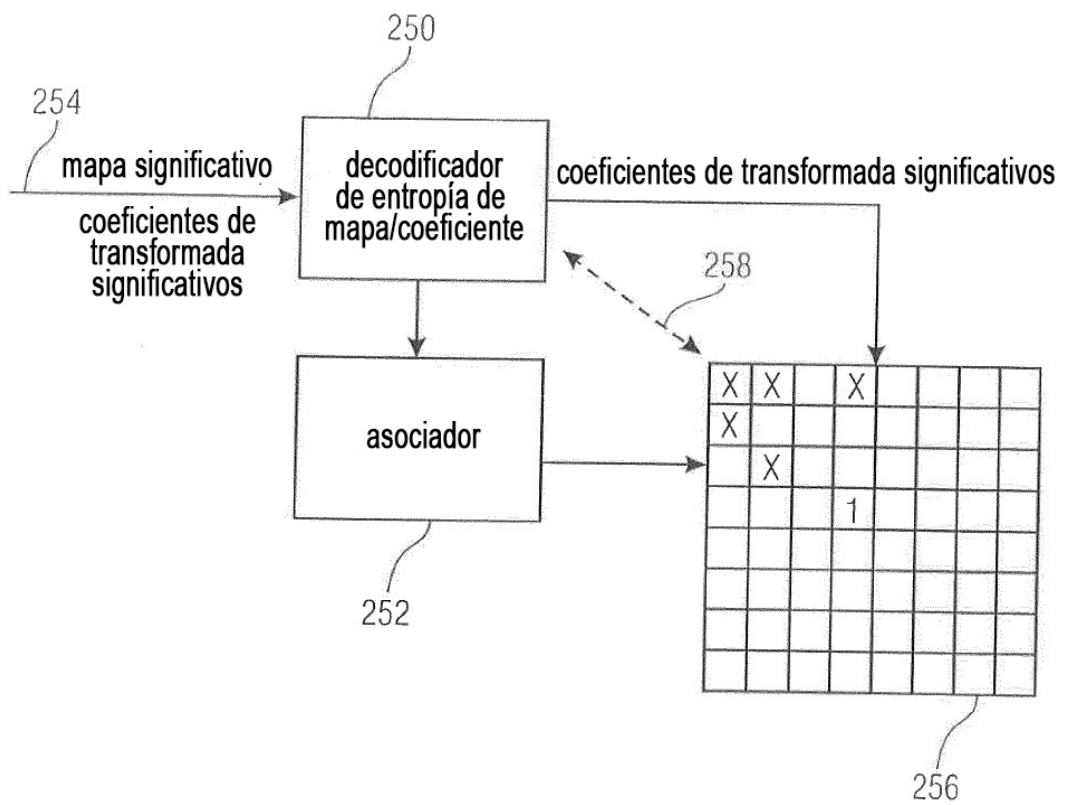 250
254
mapa significativo
coeficientes de
transformada
significativos
decodificador
de entropía de
mapa/coeficiente
coeficientes de transformada significativos
258
asociador
252
X X X
X
X
1
256